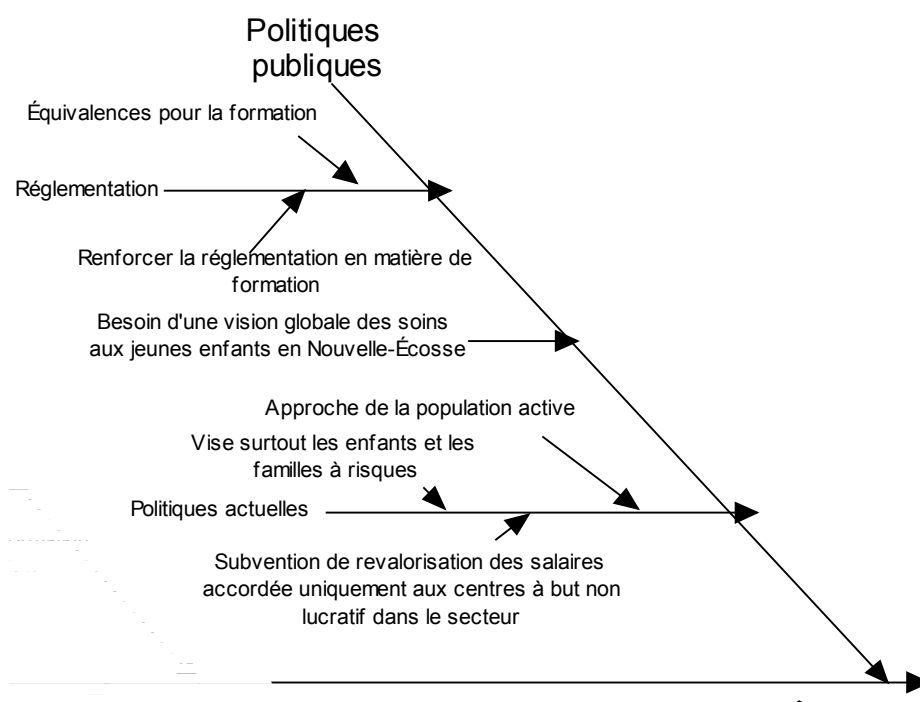 Politiques
publiques
Équivalences pour la formation
Réglementation
Renforcer la réglementation en matière de
formation
Besoin d'une vision globale des soins
aux jeunes enfants en Nouvelle-Écosse
Approche de la population active
Vise surtout les enfants et les
familles à risques
Politiques actuelles
Subvention de revalorisation des salaires
accordée uniquement aux centres à but non
lucratif dans le secteur